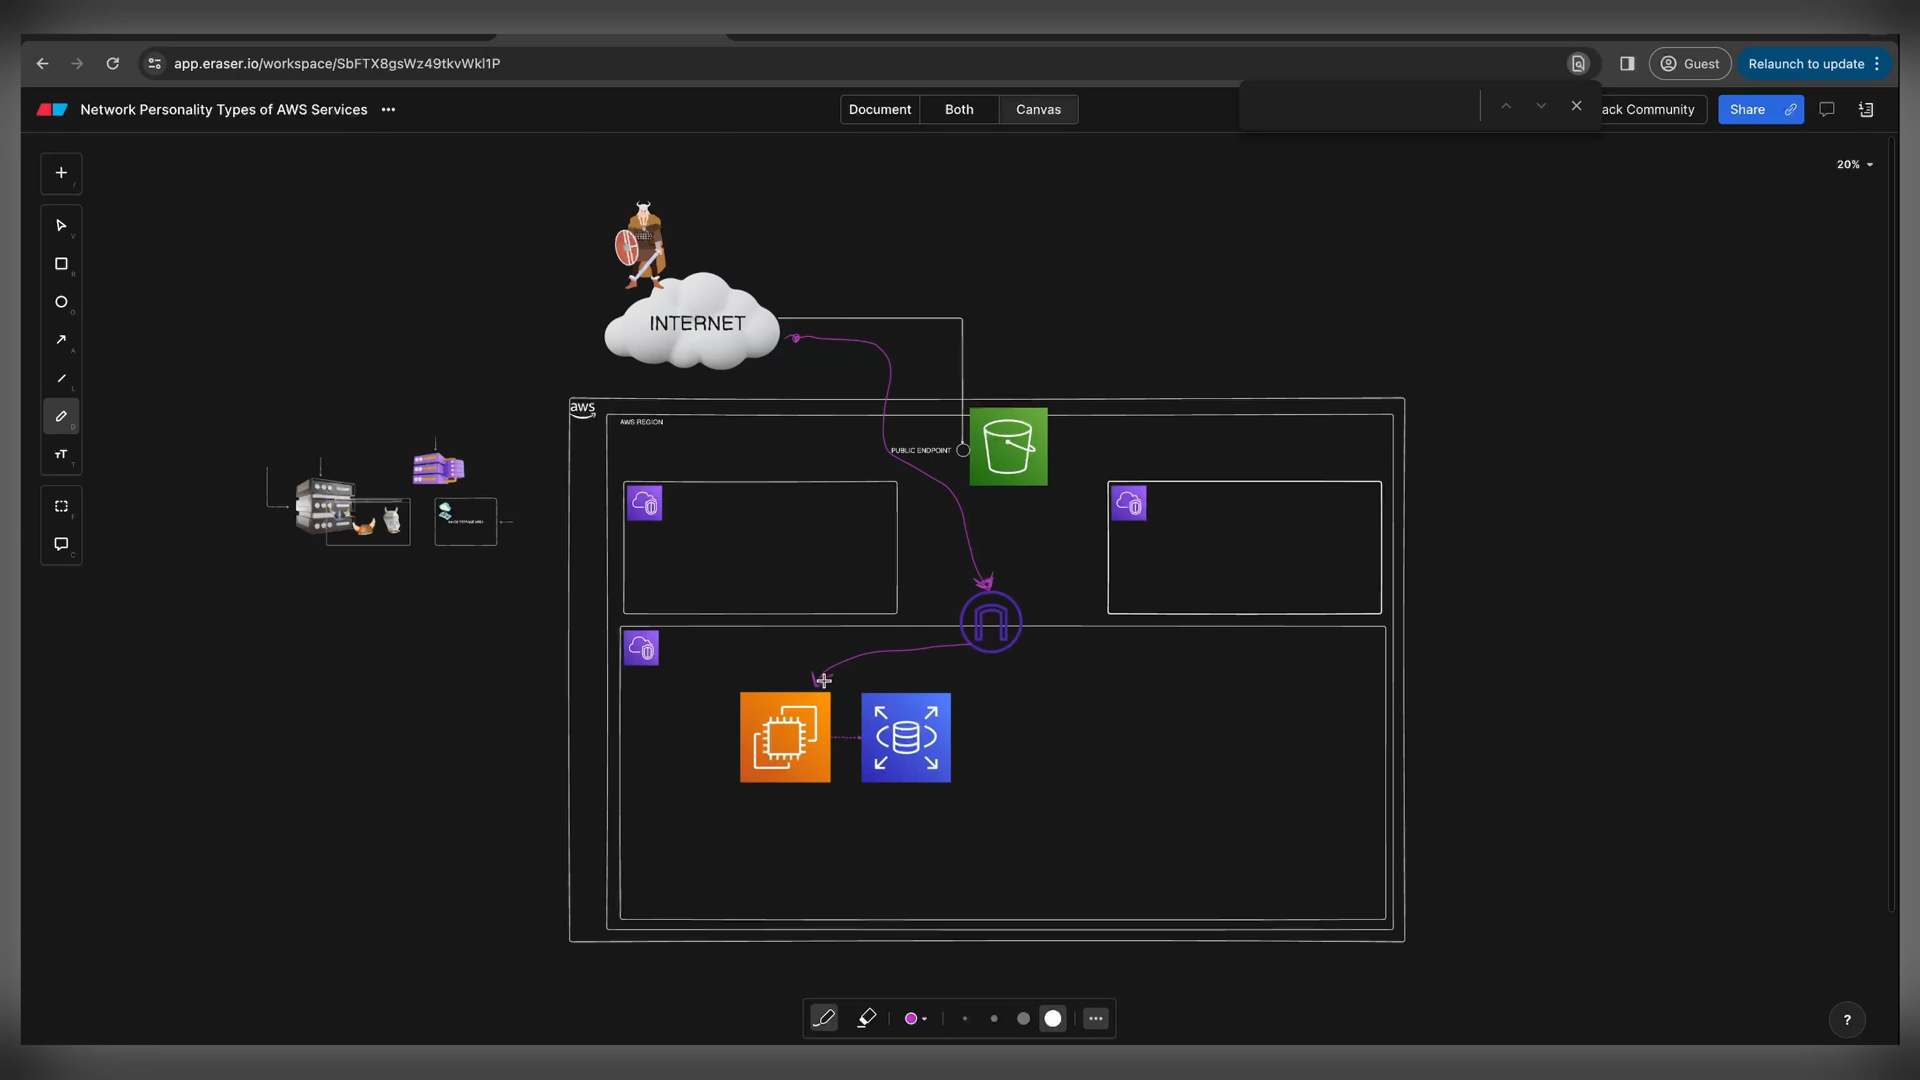 app.eraser.io/workspace/SbFTX8gsWz49tkvWkl1P
Guest
Relaunch to update
Network Personality Types of AWS Services
Document
Both
Canvas
ack Community
Share
20%
INTERNET
aws
AWS REGION
PUBLIC ENDPOINT
V
R
O
A
L
D
T
F
C
?